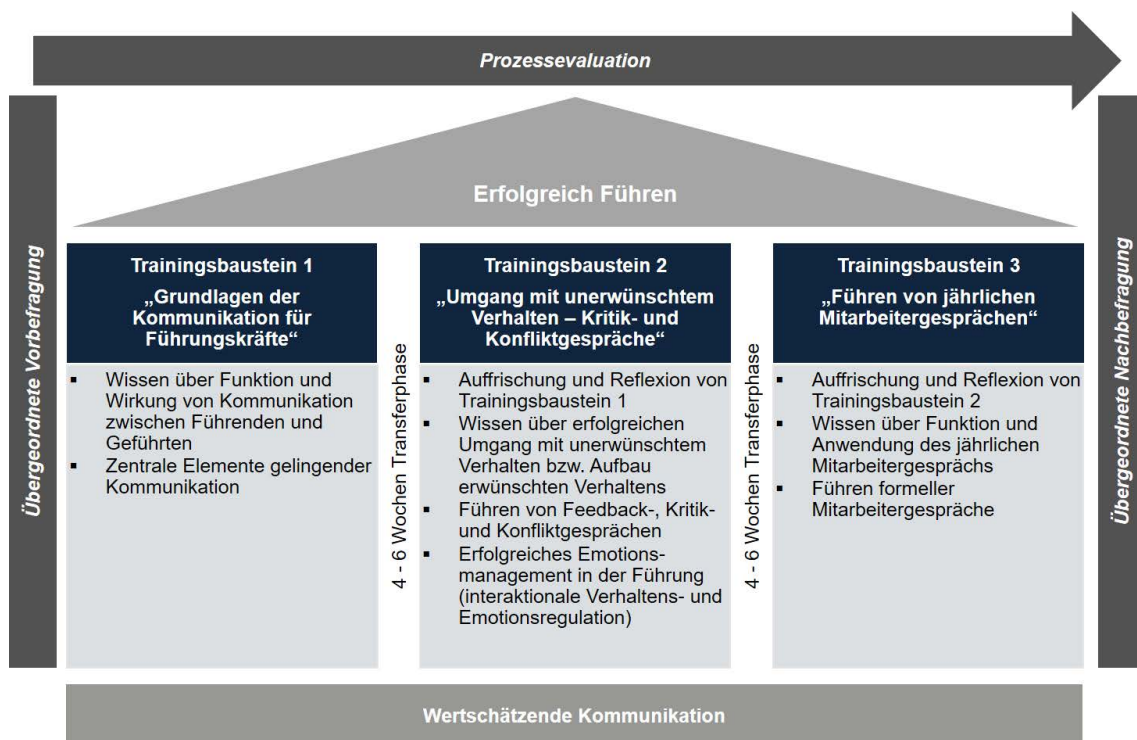 Prozessevaluation
Erfolgreich Führen
Übergeordnete Vorbefragung
Trainingsbaustein 1
„Grundlagen der
Kommunikation für
Führungskräfte“
▪ Wissen über Funktion und
Wirkung von Kommunikation
zwischen Führenden und
Geführten
▪ Zentrale Elemente gelingender
Kommunikation
4 - 6 Wochen Transferphase
Trainingsbaustein 2
„Umgang mit unerwünschtem
Verhalten – Kritik- und
Konfliktgespräche“
▪ Auffrischung und Reflexion von
Trainingsbaustein 1
▪ Wissen über erfolgreichen
Umgang mit unerwünschtem
Verhalten bzw. Aufbau
erwünschten Verhaltens
▪ Führen von Feedback-, Kritik-
und Konfliktgesprächen
▪ Erfolgreiches Emotions-
management in der Führung
(interaktionale Verhaltens- und
Emotionsregulation)
4 - 6 Wochen Transferphase
Trainingsbaustein 3
„Führen von jährlichen
Mitarbeitergesprächen“
▪ Auffrischung und Reflexion von
Trainingsbaustein 2
▪ Wissen über Funktion und
Anwendung des jährlichen
Mitarbeitergesprächs
▪ Führen formeller
Mitarbeitergespräche
Übergeordnete Nachbefragung
Wertschätzende Kommunikation